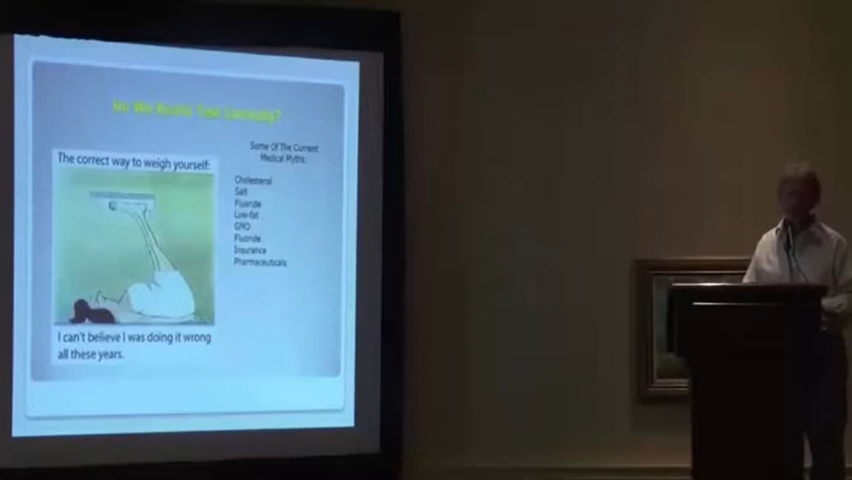 The correct way to weigh yourself:
I can't believe I was doing it wrong
all these years.
Some Of The Current
Medical Myths:
Cholesterol
Salt
Fluoride
Low-fat
GMO
Fluoride
Insurance
Pharmaceuticals